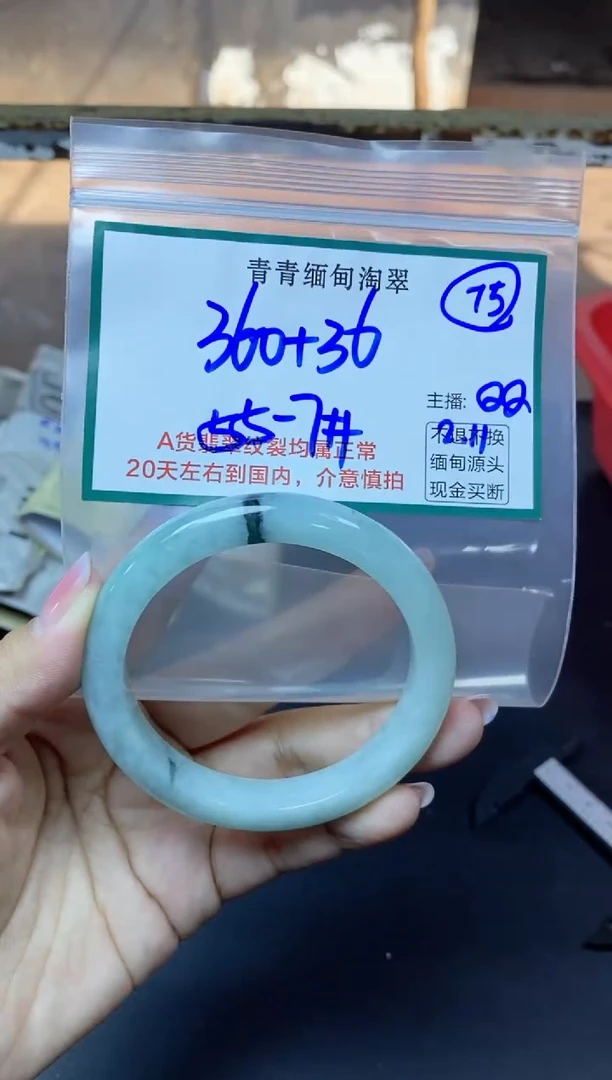 青青缅甸淘翠
75
360+36
主播: QQ
55-7#
9.11
不退不换
A货翡翠纹裂均属正常
缅甸源头
20天左右到国内，介意慎拍
现金买断